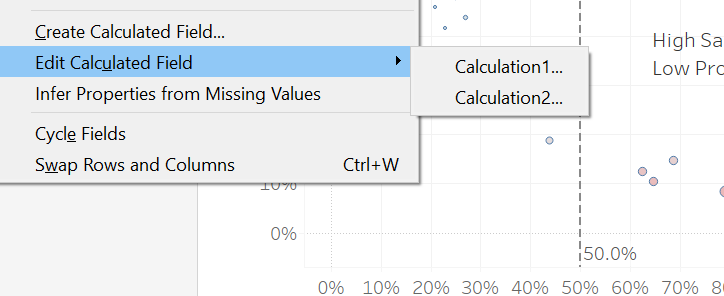 Create Calculated Field...
Edit Calculated Field
Calculation1...
Calculation2...
Infer Properties from Missing Values
Cycle Fields
Swap Rows and Columns Ctrl+W
High Sa
Low Pro
10%
0%
50.0%
0% 10% 20% 30% 40% 50% 60% 70%